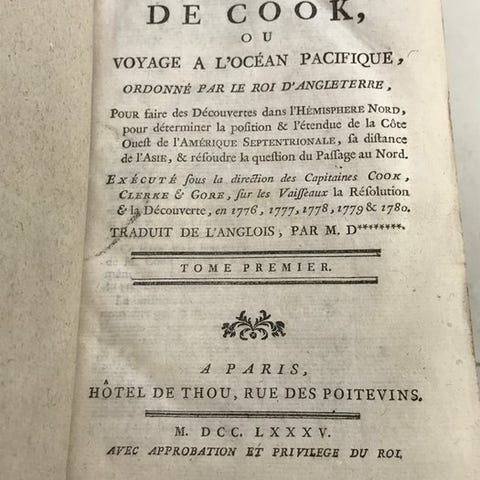 DE COOK,
OU
VOYAGE A L'OCÉAN PACIFIQUE,
ORDONNÉ PAR LE ROI D'ANGLETERRE,
POUR faire des Découvertes dans l'HÉMISPHERE NORD,
pour déterminer la position & l'étendue de la Côte
Ouest de l'AMÉRIQUE SEPTENTRIONALE, sa distance
de l'ASIE, & résoudre la question du Passage au Nord.
EXÉCUTÉ sous la direction des Capitaines COOK,
CLERKE & GORE, sur les Vaisseaux la Résolution
& la Découverte, en 1776, 1777, 1778, 1779 & 1780.
TRADUIT DE L'ANGLOIS, PAR M. D********.
TOME PREMIER.
A PARIS,
HÔTEL DE THOU, RUE DES POITEVINS.
M. DCC. LXXXV.
AVEC APPROBATION ET PRIVILEGE DU ROI.